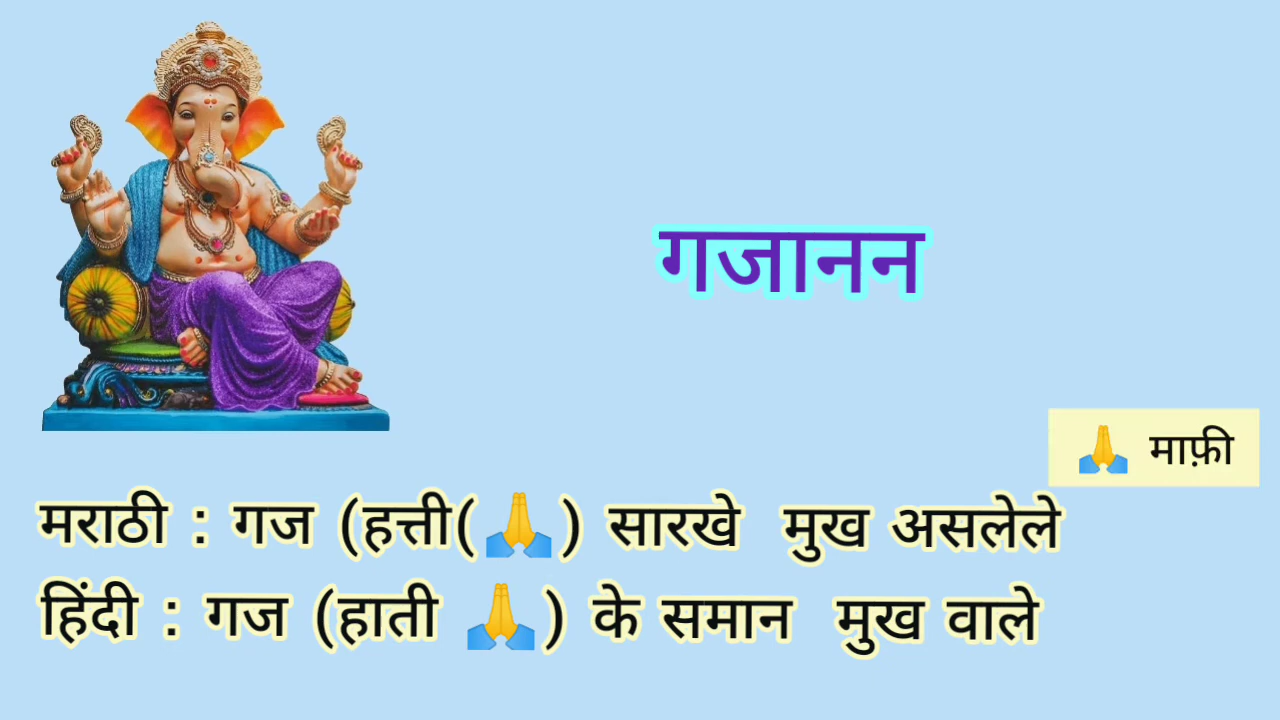 गजानन
🙏 माफ़ी
मराठी : गज (हत्ती(🙏) सारखे मुख असलेले
हिंदी : गज (हाती 🙏) के समान मुख वाले